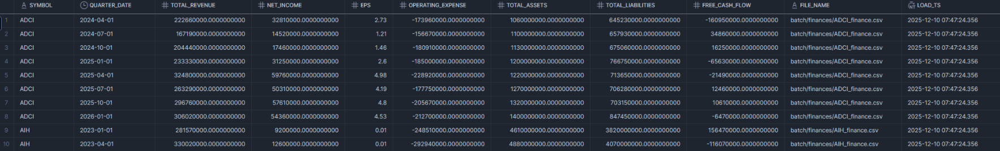 SYMBOL QUARTER_DATE TOTAL_REVENUE NET_INCOME EPS OPERATING_EXPENSE TOTAL_ASSETS TOTAL_LIABILITIES FREE_CASH_FLOW FILE_NAME LOAD_TS
1 ADCI 2024-04-01 222660000.0000000000 32810000.0000000000 2.73 -173960000.0000000000 1060000000.0000000000 645230000.0000000000 -160950000.0000000000 batch/finances/ADCI_finance.csv 2025-12-10 07:47:24.356
2 ADCI 2024-07-01 167190000.0000000000 14520000.0000000000 1.21 -156670000.0000000000 1100000000.0000000000 657930000.0000000000 34860000.0000000000 batch/finances/ADCI_finance.csv 2025-12-10 07:47:24.356
3 ADCI 2024-10-01 204440000.0000000000 17460000.0000000000 1.46 -180910000.0000000000 1130000000.0000000000 675060000.0000000000 16250000.0000000000 batch/finances/ADCI_finance.csv 2025-12-10 07:47:24.356
4 ADCI 2025-01-01 233330000.0000000000 31250000.0000000000 2.6 -185000000.0000000000 1200000000.0000000000 766750000.0000000000 -65630000.0000000000 batch/finances/ADCI_finance.csv 2025-12-10 07:47:24.356
5 ADCI 2025-04-01 324800000.0000000000 59760000.0000000000 4.98 -228920000.0000000000 1220000000.0000000000 713650000.0000000000 -21490000.0000000000 batch/finances/ADCI_finance.csv 2025-12-10 07:47:24.356
6 ADCI 2025-07-01 263290000.0000000000 50310000.0000000000 4.19 -177750000.0000000000 1270000000.0000000000 706280000.0000000000 12460000.0000000000 batch/finances/ADCI_finance.csv 2025-12-10 07:47:24.356
7 ADCI 2025-10-01 296760000.0000000000 57610000.0000000000 4.8 -205670000.0000000000 1320000000.0000000000 703150000.0000000000 10610000.0000000000 batch/finances/ADCI_finance.csv 2025-12-10 07:47:24.356
8 ADCI 2026-01-01 306020000.0000000000 54360000.0000000000 4.53 -212700000.0000000000 1400000000.0000000000 847450000.0000000000 -6470000.0000000000 batch/finances/ADCI_finance.csv 2025-12-10 07:47:24.356
9 AIH 2023-01-01 281570000.0000000000 9200000.0000000000 0.01 -248510000.0000000000 4610000000.0000000000 3820000000.0000000000 156470000.0000000000 batch/finances/AIH_finance.csv 2025-12-10 07:47:24.356
10 AIH 2023-04-01 330020000.0000000000 12600000.0000000000 0.01 -292940000.0000000000 4880000000.0000000000 4070000000.0000000000 -116070000.0000000000 batch/finances/AIH_finance.csv 2025-12-10 07:47:24.356